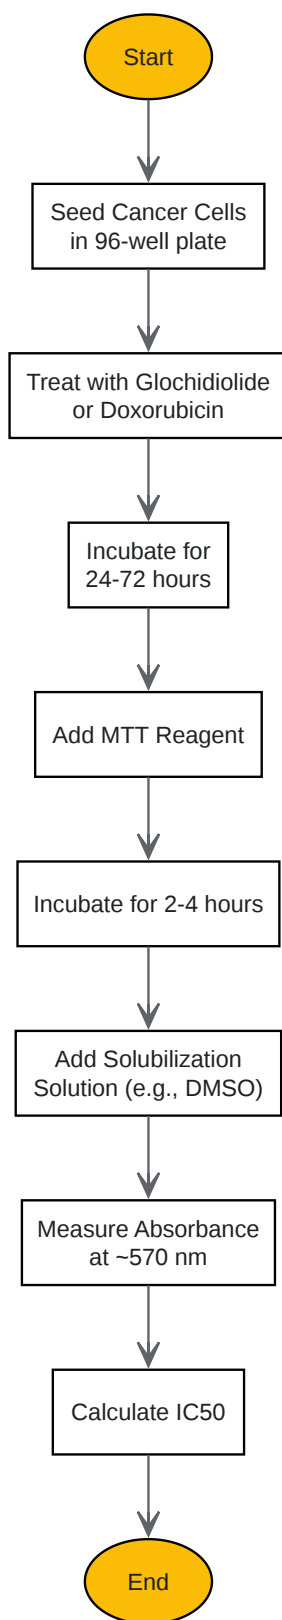 Start
Seed Cancer Cells
in 96-well plate
Treat with Glochidiolide
or Doxorubicin
Incubate for
24-72 hours
Add MTT Reagent
Incubate for 2-4 hours
Add Solubilization
Solution (e.g., DMSO)
Measure Absorbance
at ~570 nm
Calculate IC50
End